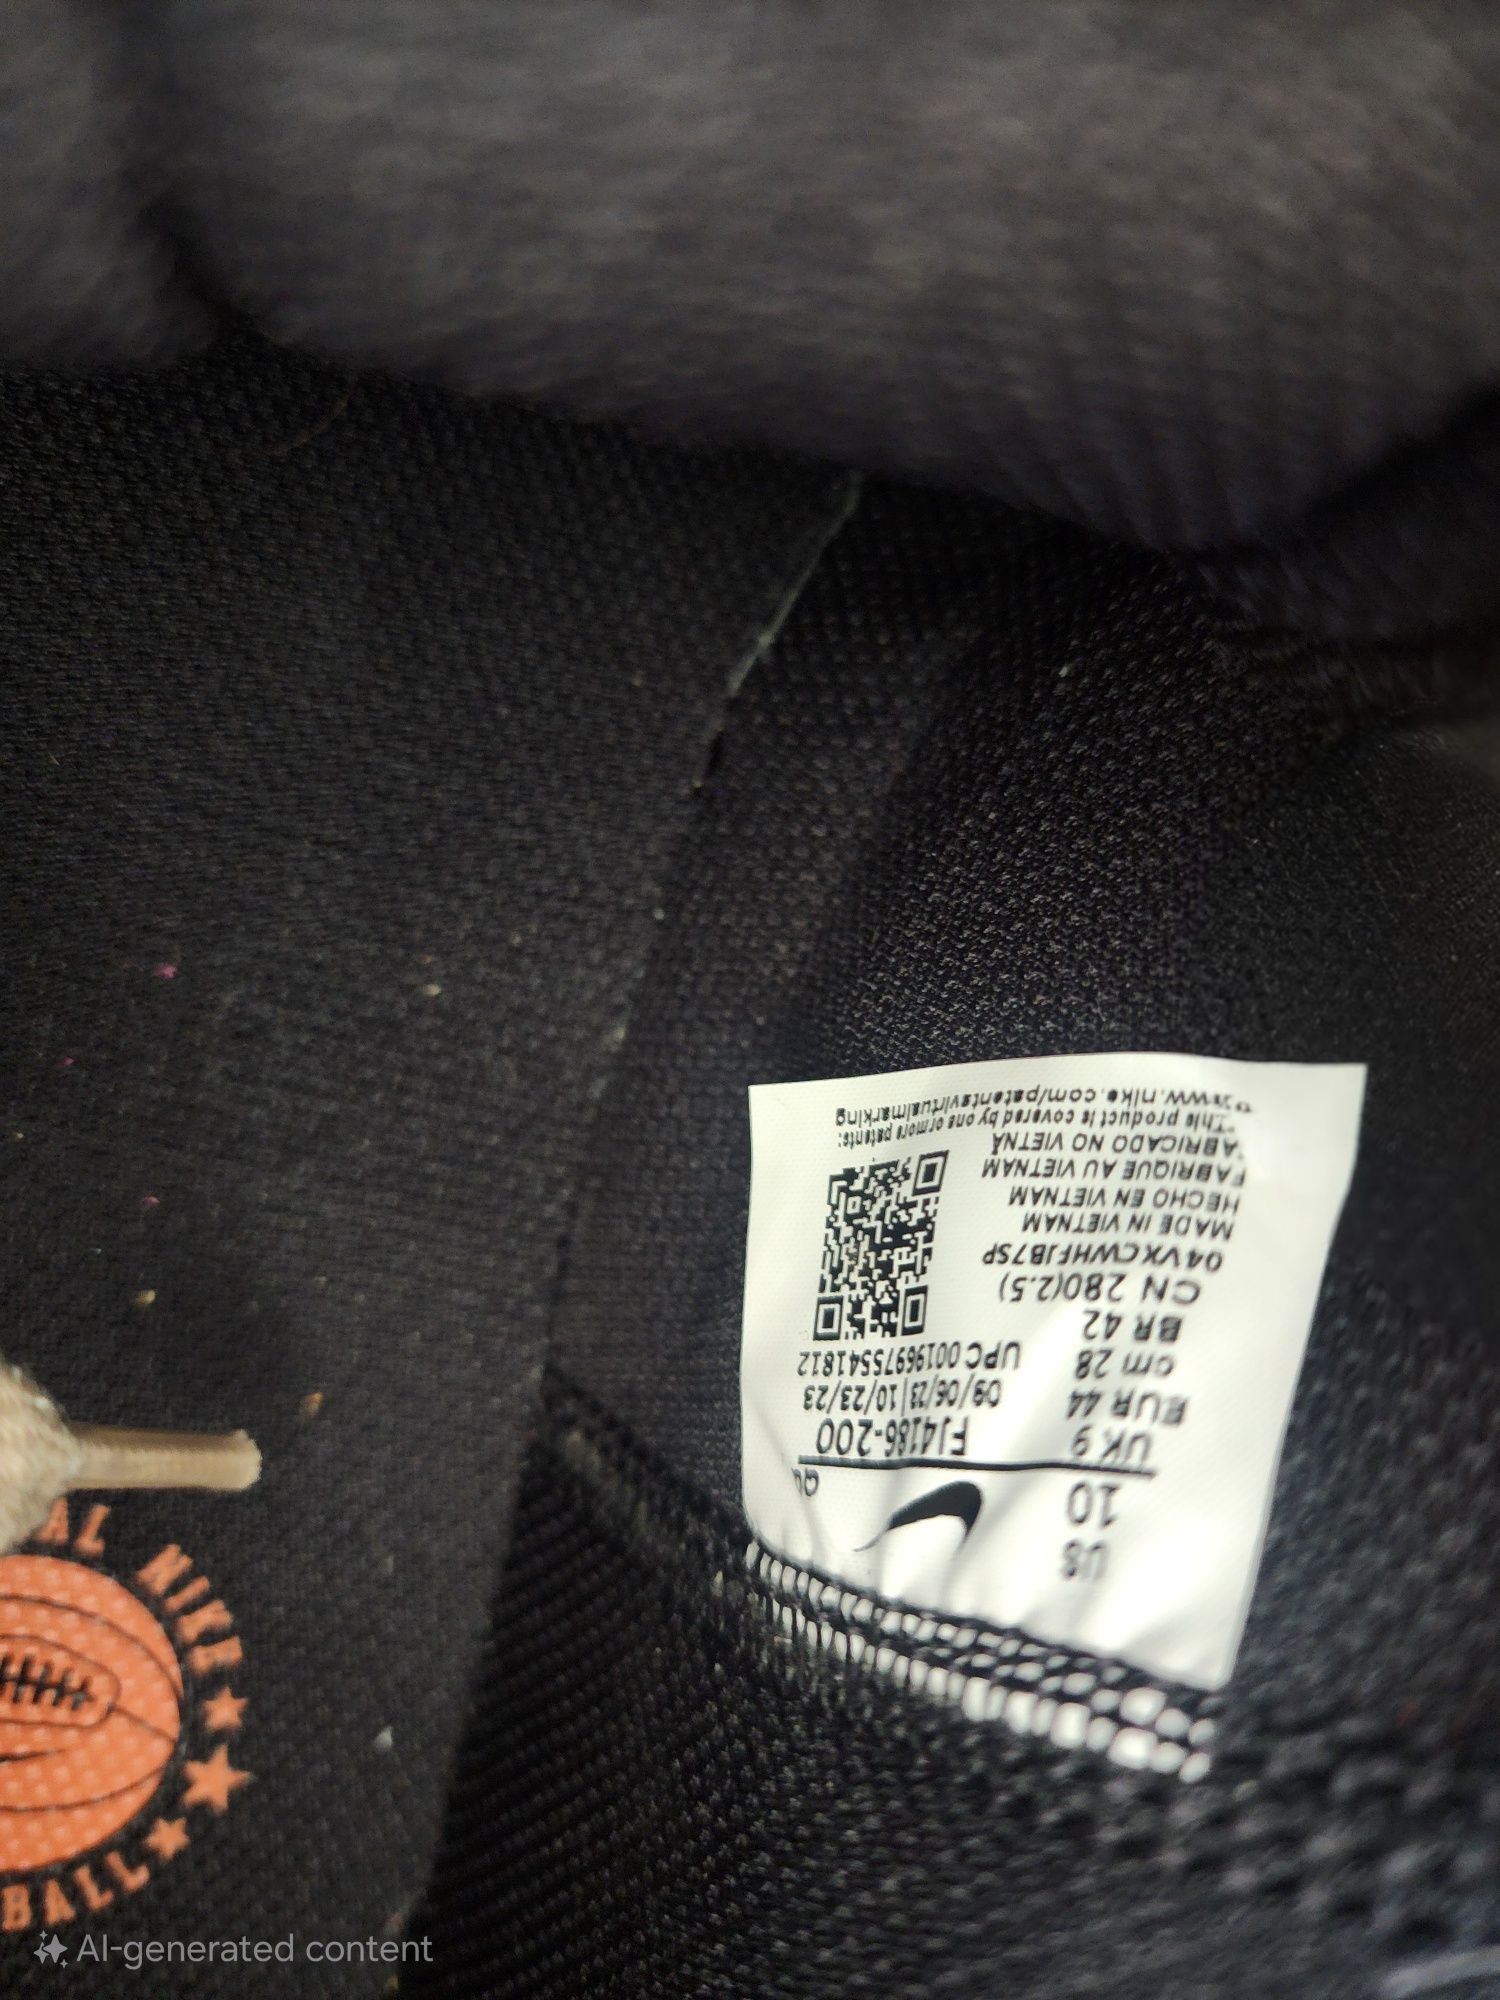 US
10
UK 9
EUR 44
cm 28
BR 42
CN 280(2.5)
04VXCWHFJB7SP
MADE IN VIETNAM
HECHO EN VIETNAM
FABRIQUE AU VIETNAM
FABRICADO NO VIETNÃ
FJ4186-200
09/06/23|10/23/23
UPC 00196975541812
"This product is covered by one or more patents:
www.nike.com/patentsvirtualmarking
NIKE
BALL
AI-generated content